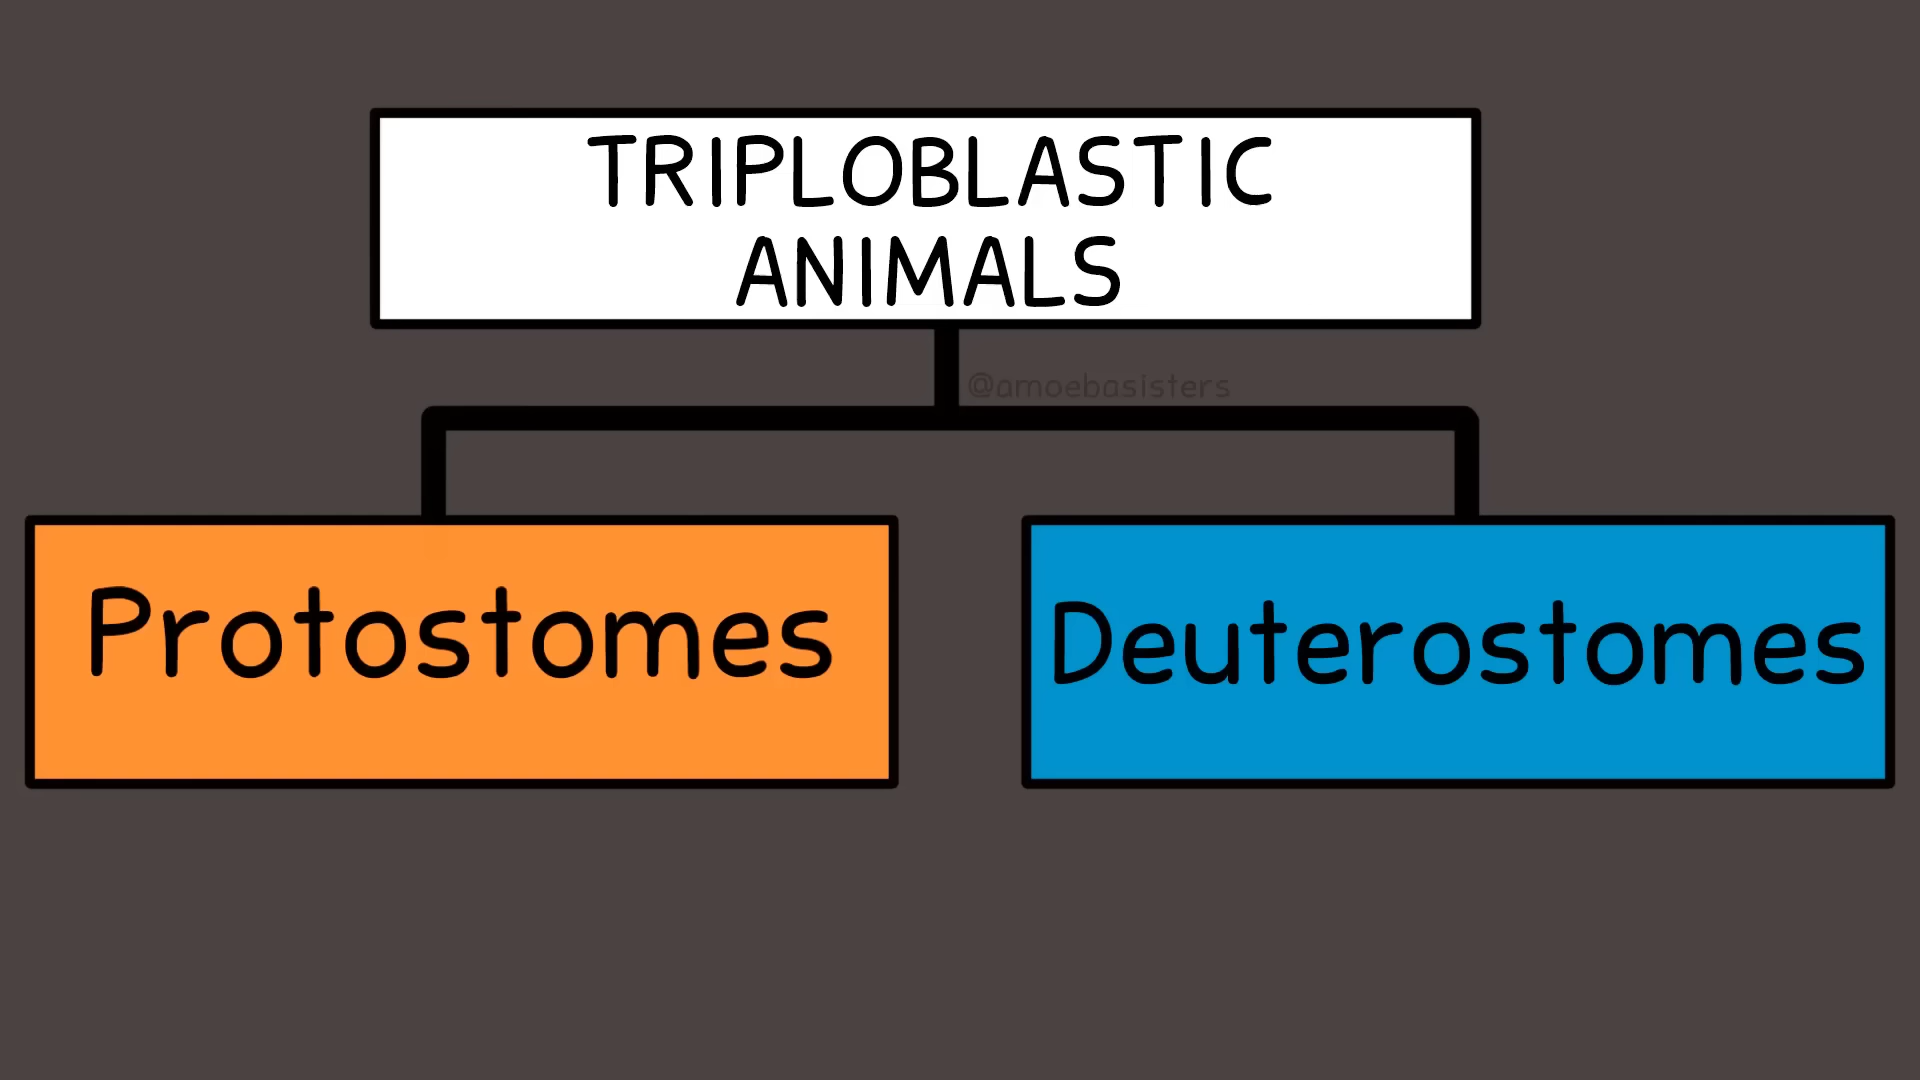 TRIPLOBLASTIC
ANIMALS
@amoebasisters
Protostomes
Deuterostomes